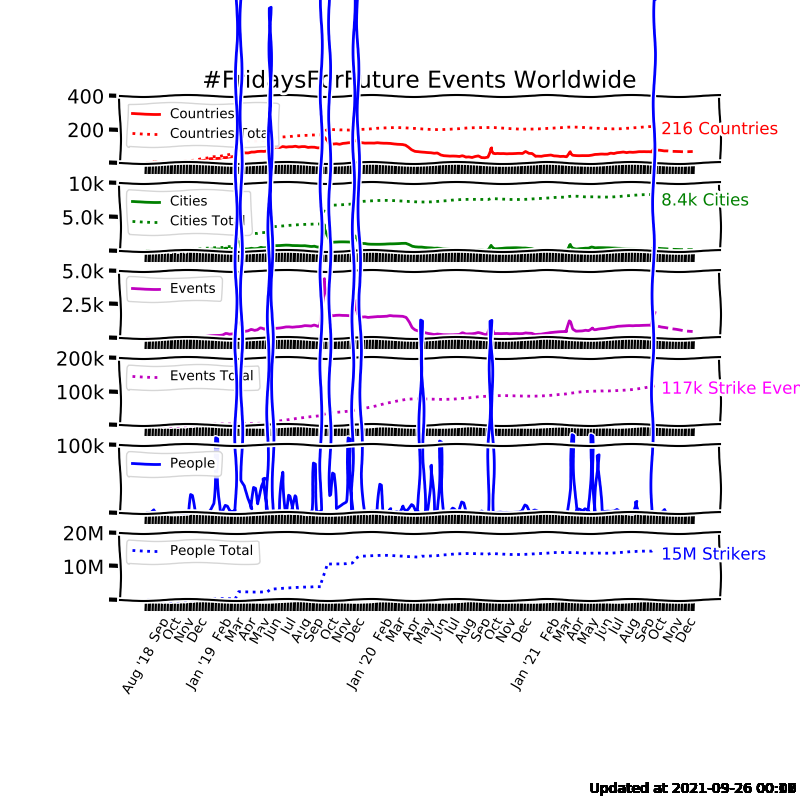 #FridaysForFuture Events Worldwide
400
200
Countries
Countries Total
216 Countries
10k
5.0k
Cities
Cities Total
8.4k Cities
5.0k
2.5k
Events
200k
100k
Events Total
117k Strike Even
100k
People
20M
10M
People Total
15M Strikers
Aug '18 Sep Oct Nov Dec Jan '19 Feb Mar Apr May Jun Jul Aug Sep Oct Nov Dec Jan '20 Feb Mar Apr May Jun Jul Aug Sep Oct Nov Dec Jan '21 Feb Mar Apr May Jun Jul Aug Sep Oct Nov Dec
Updated at 2021-09-26